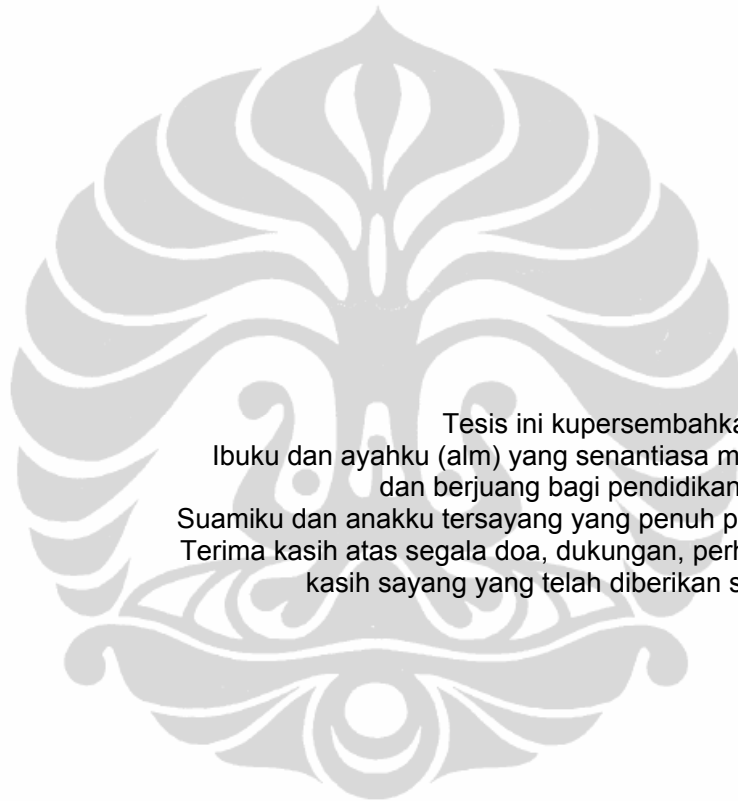 Tesis ini kupersembahka
Ibuku dan ayahku (alm) yang senantiasa m
dan berjuang bagi pendidikan
Suamiku dan anakku tersayang yang penuh p
Terima kasih atas segala doa, dukungan, perh
kasih sayang yang telah diberikan s